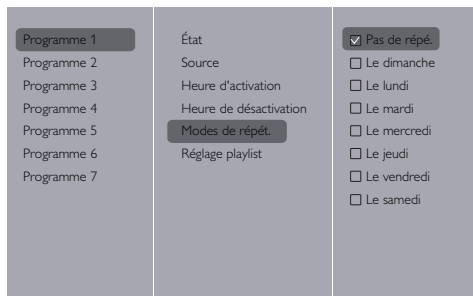 Programme 1
Programme 2
Programme 3
Programme 4
Programme 5
Programme 6
Programme 7
État
Source
Heure d'activation
Heure de désactivation
Modes de répét.
Réglage playlist
Pas de répé.
Le dimanche
Le lundi
Le mardi
Le mercredi
Le jeudi
Le vendredi
Le samedi